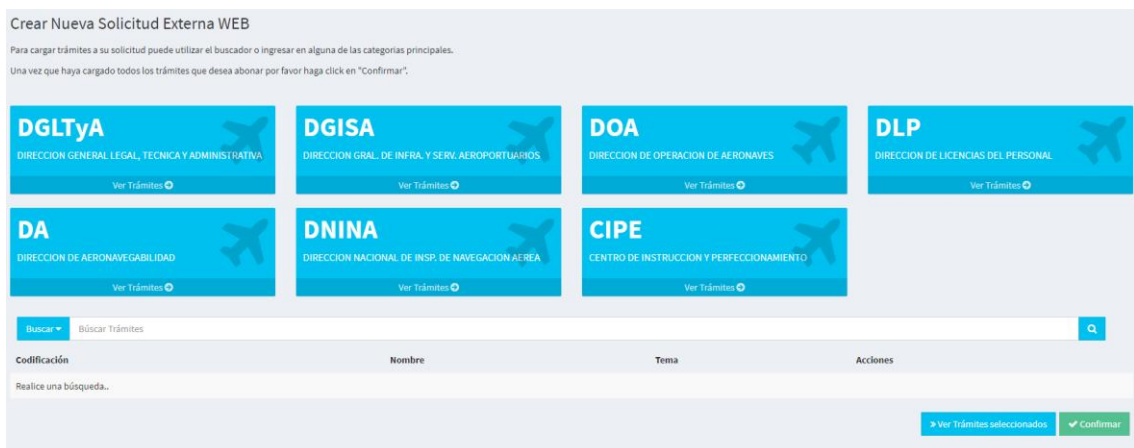 Crear Nueva Solicitud Externa WEB
Para cargar trámites a su solicitud puede utilizar el buscador o ingresar en alguna de las categorias principales.
Una vez que haya cargado todos los trámites que desea abonar por favor haga click en "Confirmar".
DGLTyA
DIRECCION GENERAL LEGAL, TECNICA Y ADMINISTRATIVA
Ver Trámites
DGISA
DIRECCION GRAL. DE INFRA. Y SERV. AEROPORTUARIOS
Ver Trámites
DOA
DIRECCION DE OPERACION DE AERONAVES
Ver Trámites
DLP
DIRECCION DE LICENCIAS DEL PERSONAL
Ver Trámites
DA
DIRECCION DE AERONAVEGABILIDAD
Ver Trámites
DNINA
DIRECCION NACIONAL DE INSP. DE NAVEGACION AEREA
Ver Trámites
CIPE
CENTRO DE INSTRUCCION Y PERFECCIONAMIENTO
Ver Trámites
Buscar Búscar Trámites
Codificación Nombre Tema Acciones
Realice una búsqueda..
» Ver Trámites seleccionados ✔ Confirmar